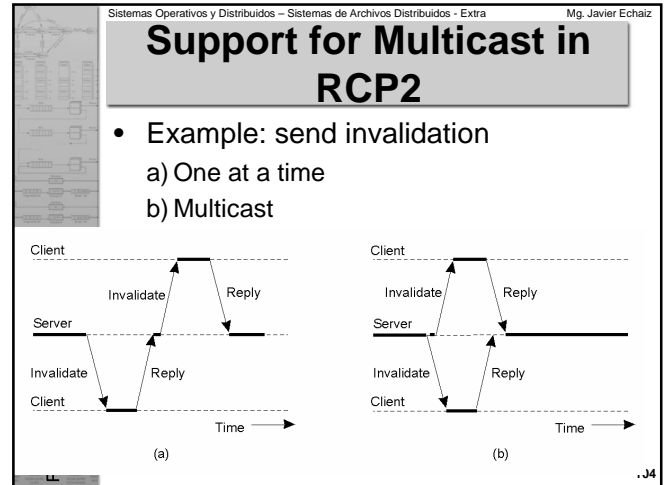 Sistemas Operativos y Distribuidos – Sistemas de Archivos Distribuidos - Extra Mg. Javier Echaiz
Support for Multicast in
RCP2
• Example: send invalidation
a) One at a time
b) Multicast
Client
Invalidate Reply
Server
Invalidate Reply
Client
Time
(a)
Client
Invalidate Reply
Server
Invalidate Reply
Client
Time
(b)